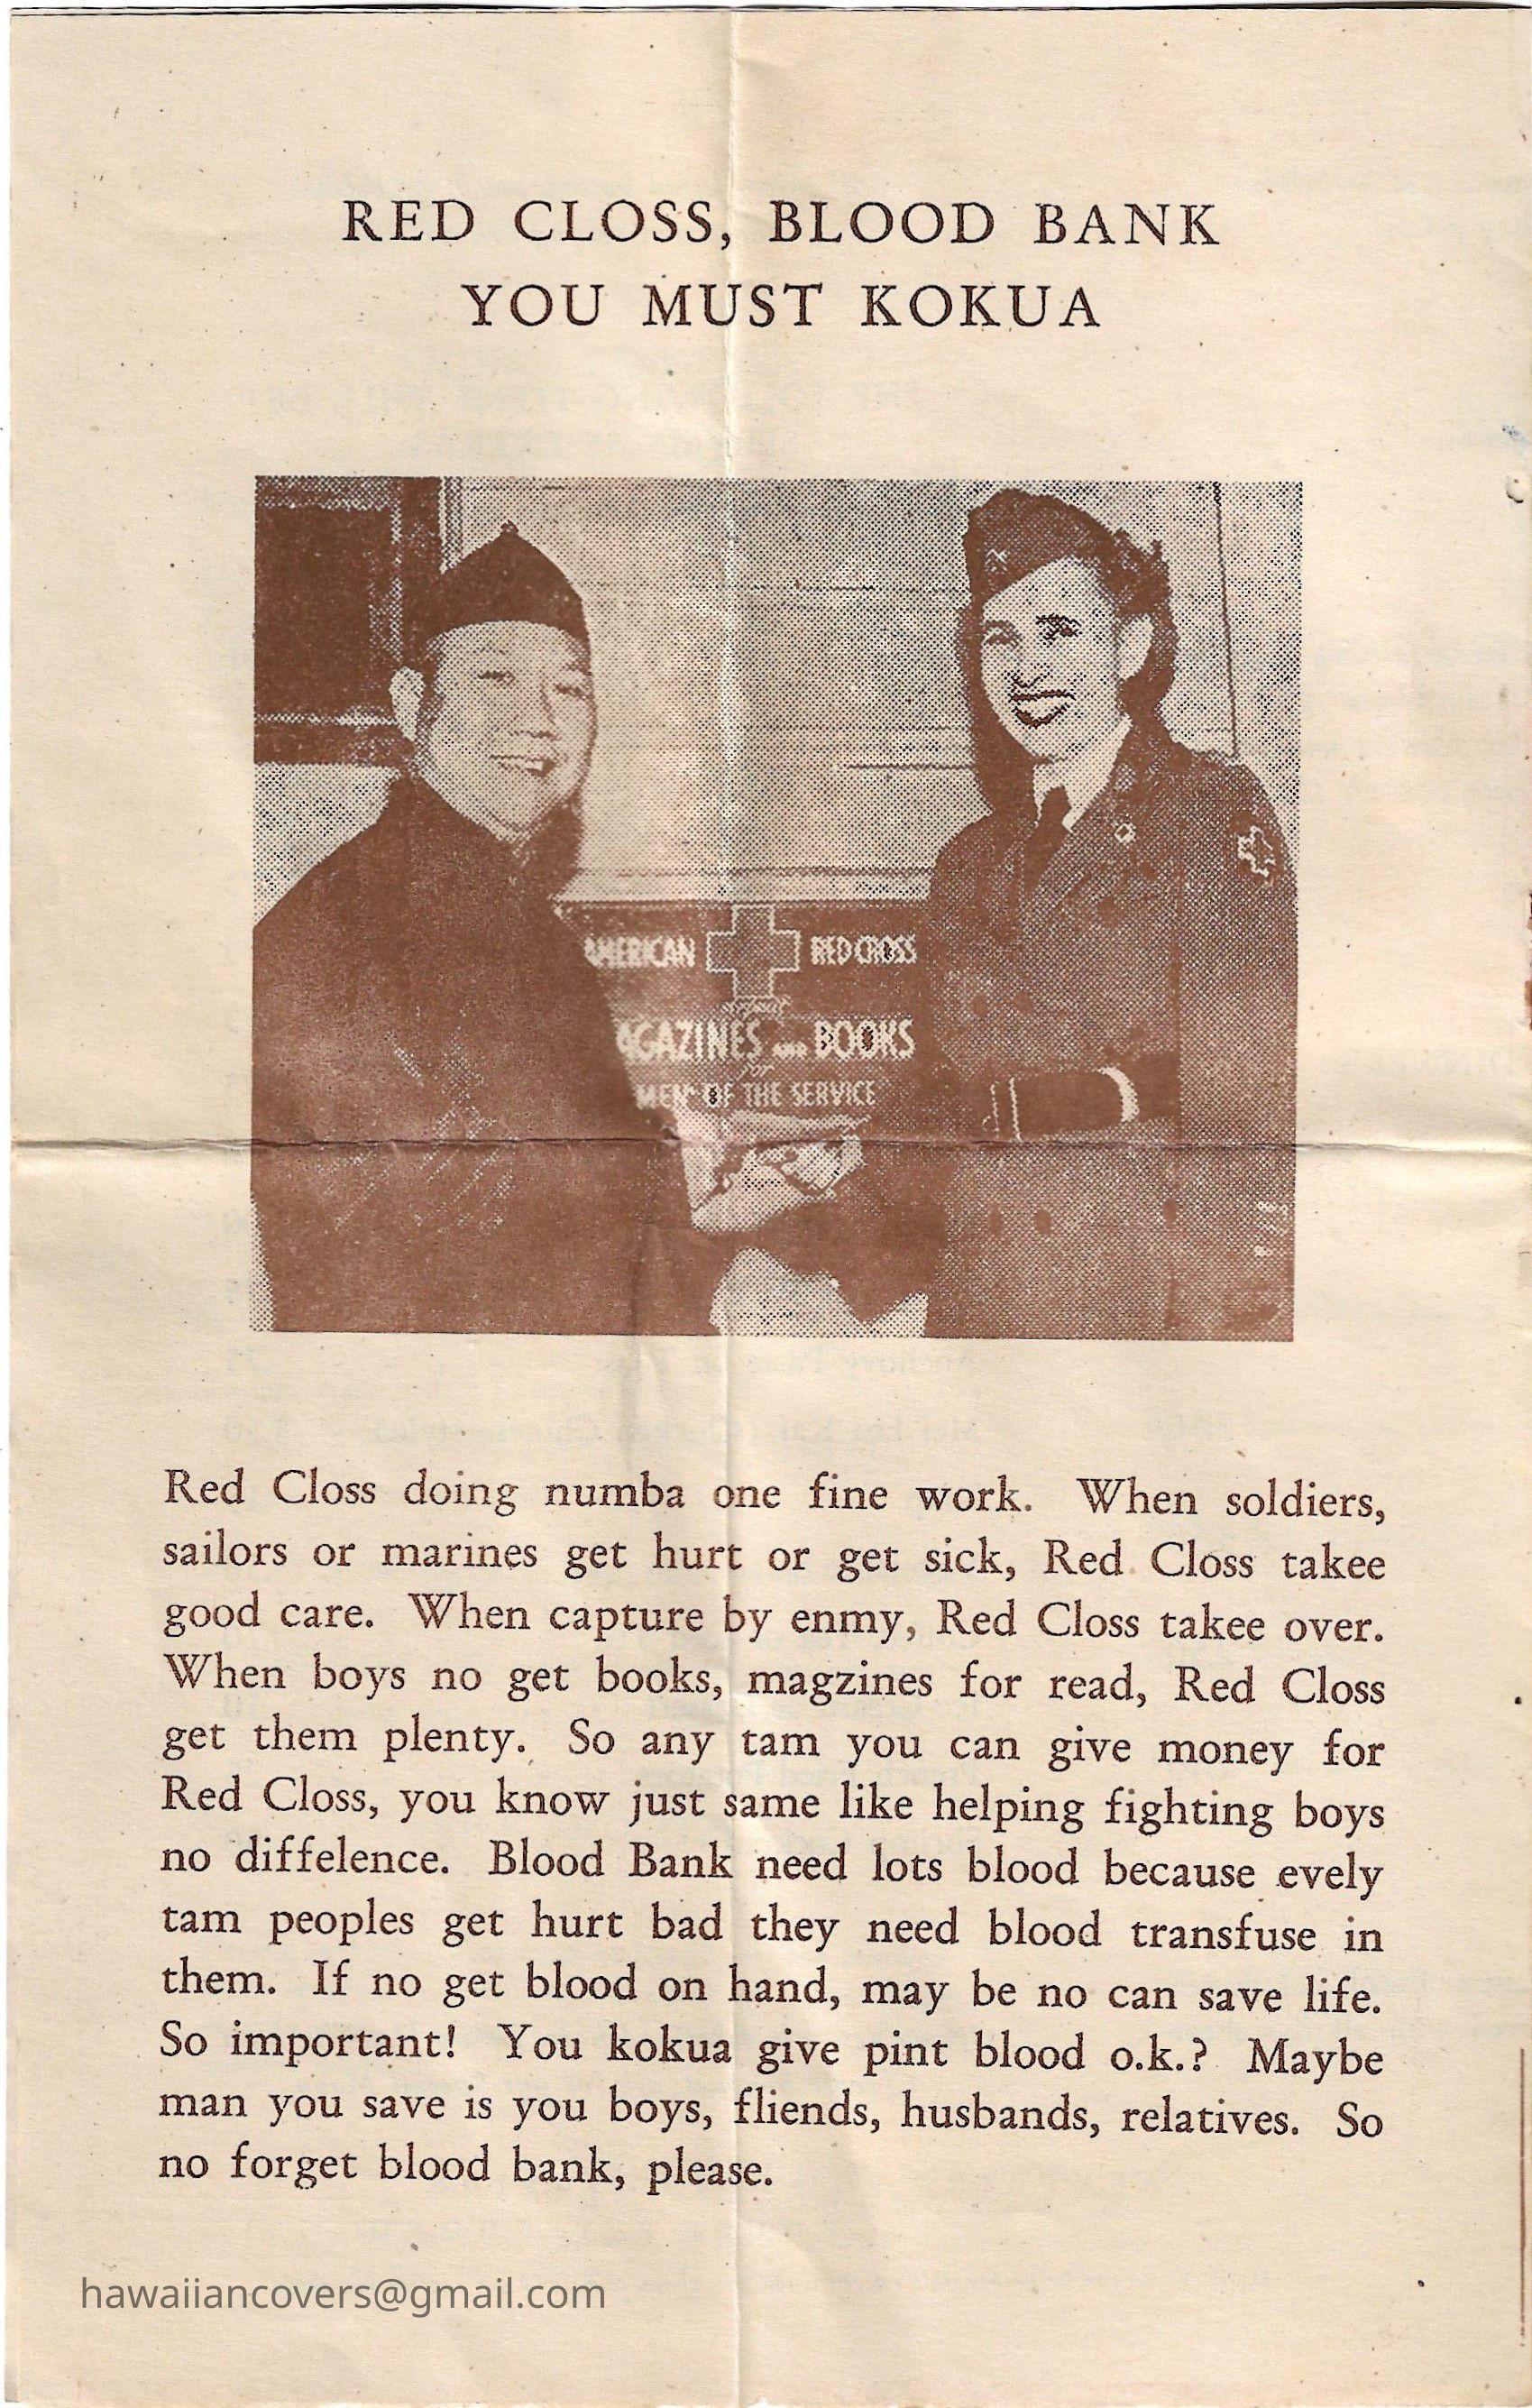 RED CLOSS, BLOOD BANK
YOU MUST KOKUA
AMERICAN RED CROSS
AGAZINES AND BOOKS
FOR
MEN OF THE SERVICE
Red Closs doing numba one fine work. When soldiers,
sailors or marines get hurt or get sick, Red Closs takee
good care. When capture by enmy, Red Closs takee over.
When boys no get books, magzines for read, Red Closs
get them plenty. So any tam you can give money for
Red Closs, you know just same like helping fighting boys
no diffelence. Blood Bank need lots blood because evely
tam peoples get hurt bad they need blood transfuse in
them. If no get blood on hand, may be no can save life.
So important! You kokua give pint blood o.k.? Maybe
man you save is you boys, fliends, husbands, relatives. So
no forget blood bank, please.
hawaiiancovers@gmail.com